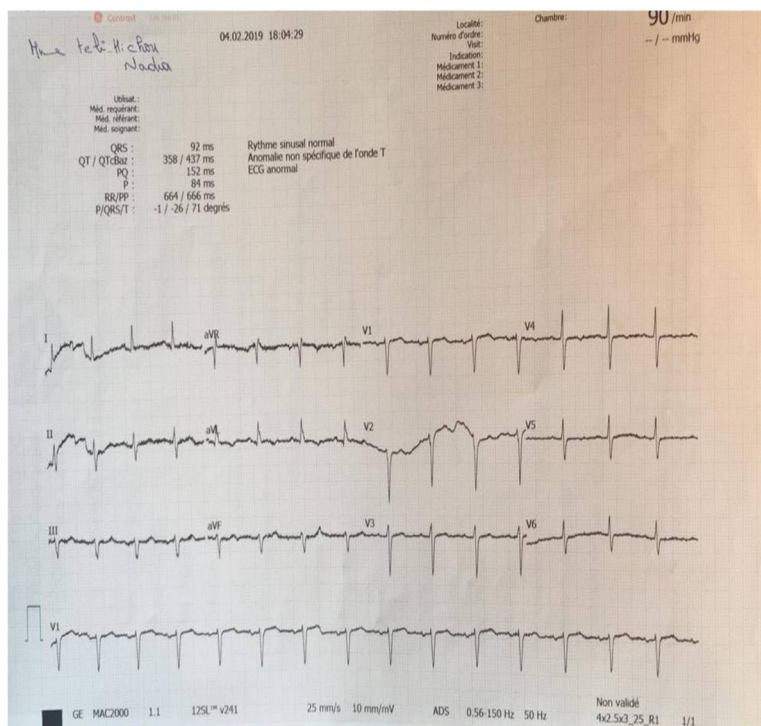 Contrast
Mme
Nadia
04.02.2019 18:04:29
Localité:
Numéro d'ordre:
Visit:
Indication:
Médicament 1:
Médicament 2:
Médicament 3:
Chambre:
90 /min
-- / -- mmHg
Utilisat.:
Méd. requérant:
Méd. référant:
Méd. soignant:
QRS : 92 ms
QT / QTcBaz : 358 / 437 ms
PQ : 152 ms
P : 84 ms
RR/PP : 664 / 666 ms
P/QRS/T : -1 / -26 / 71 degrés
Rythme sinusal normal
Anomalie non spécifique de l'onde T
ECG anormal
I aVR V1 V4
II aVL V2 V5
III aVF V3 V6
V1
GE MAC2000 1.1 12SL™ v241 25 mm/s 10 mm/mV ADS 0.56-150 Hz 50 Hz
Non validé
4x2.5x3_25_R1 1/1